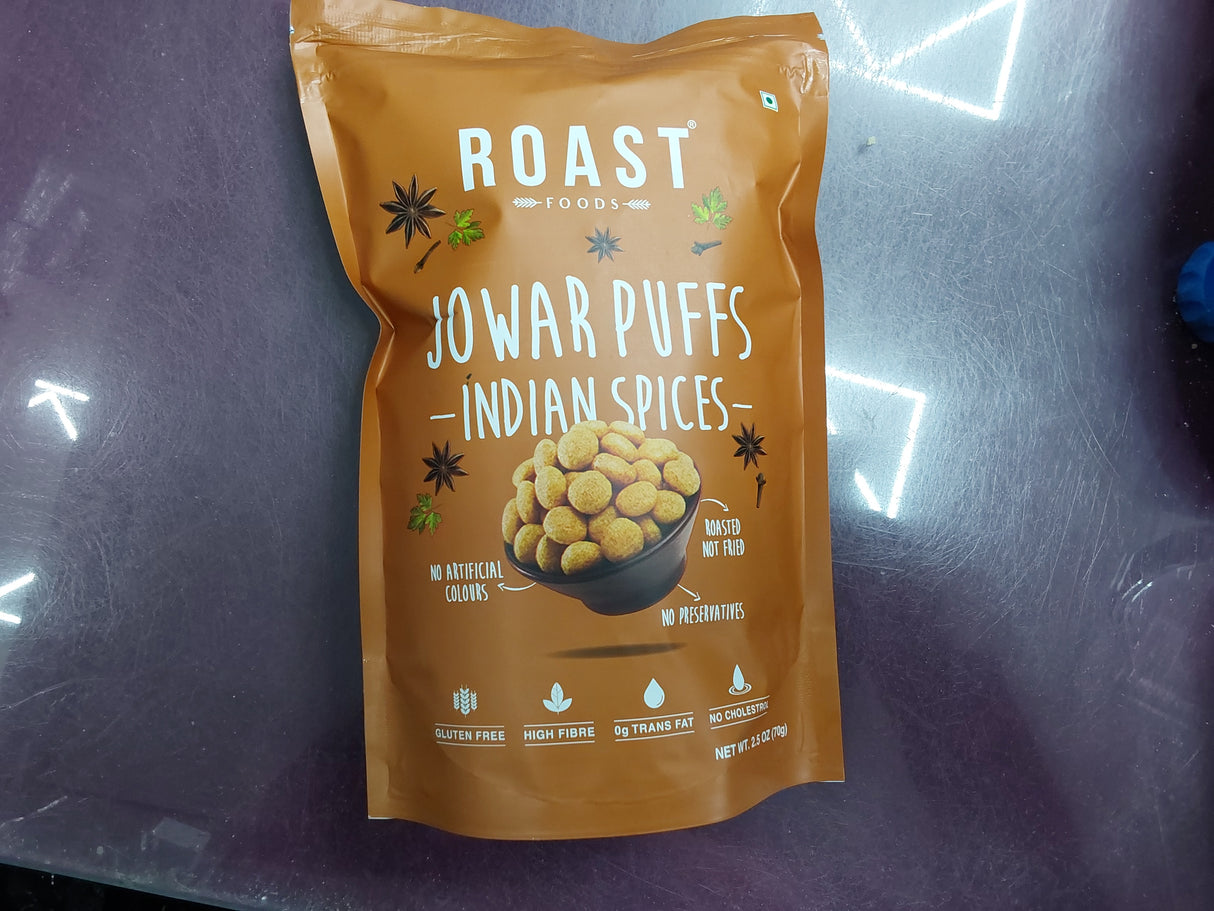 ROAST®
FOODS
JOWAR PUFFS
-INDIAN SPICES-
ROASTED
NOT FRIED
NO ARTIFICIAL
COLOURS
NO PRESERVATIVES
GLUTEN FREE
HIGH FIBRE
0g TRANS FAT
NO CHOLESTROL
NET WT. 2.5 OZ (70g)